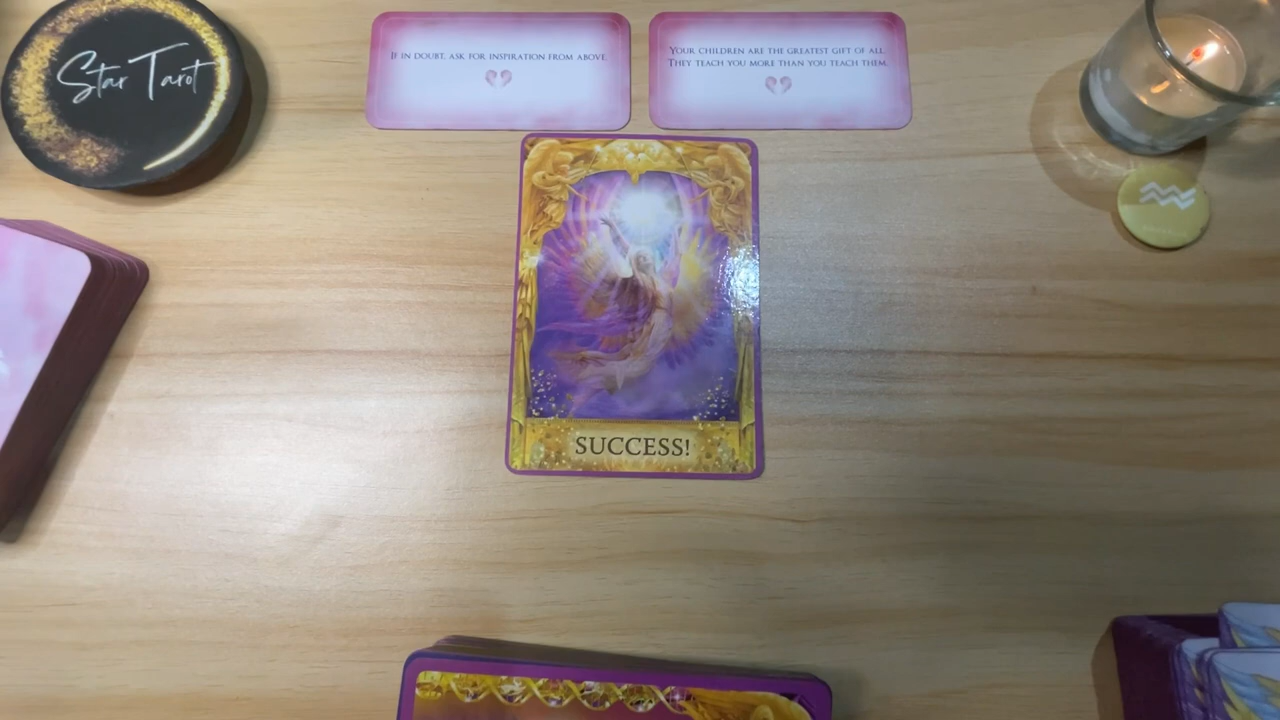 Star Tarot
IF IN DOUBT, ASK FOR INSPIRATION FROM ABOVE.
YOUR CHILDREN ARE THE GREATEST GIFT OF ALL.
THEY TEACH YOU MORE THAN YOU TEACH THEM.
SUCCESS!